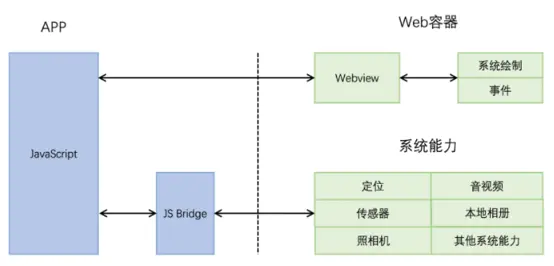 APP
Web容器
JavaScript
Webview
系统绘制
事件
系统能力
JS Bridge
定位
音视频
传感器
本地相册
照相机
其他系统能力